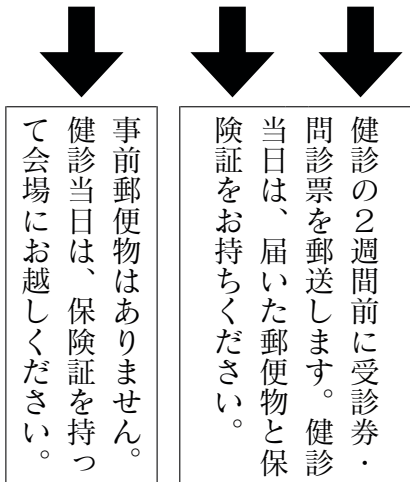 健診の2週間前に受診券・
問診票を郵送します。健診
当日は、届いた郵便物と保
険証をお持ちください。
事前郵便物はありません。
健診当日は、保険証を持っ
て会場にお越しください。